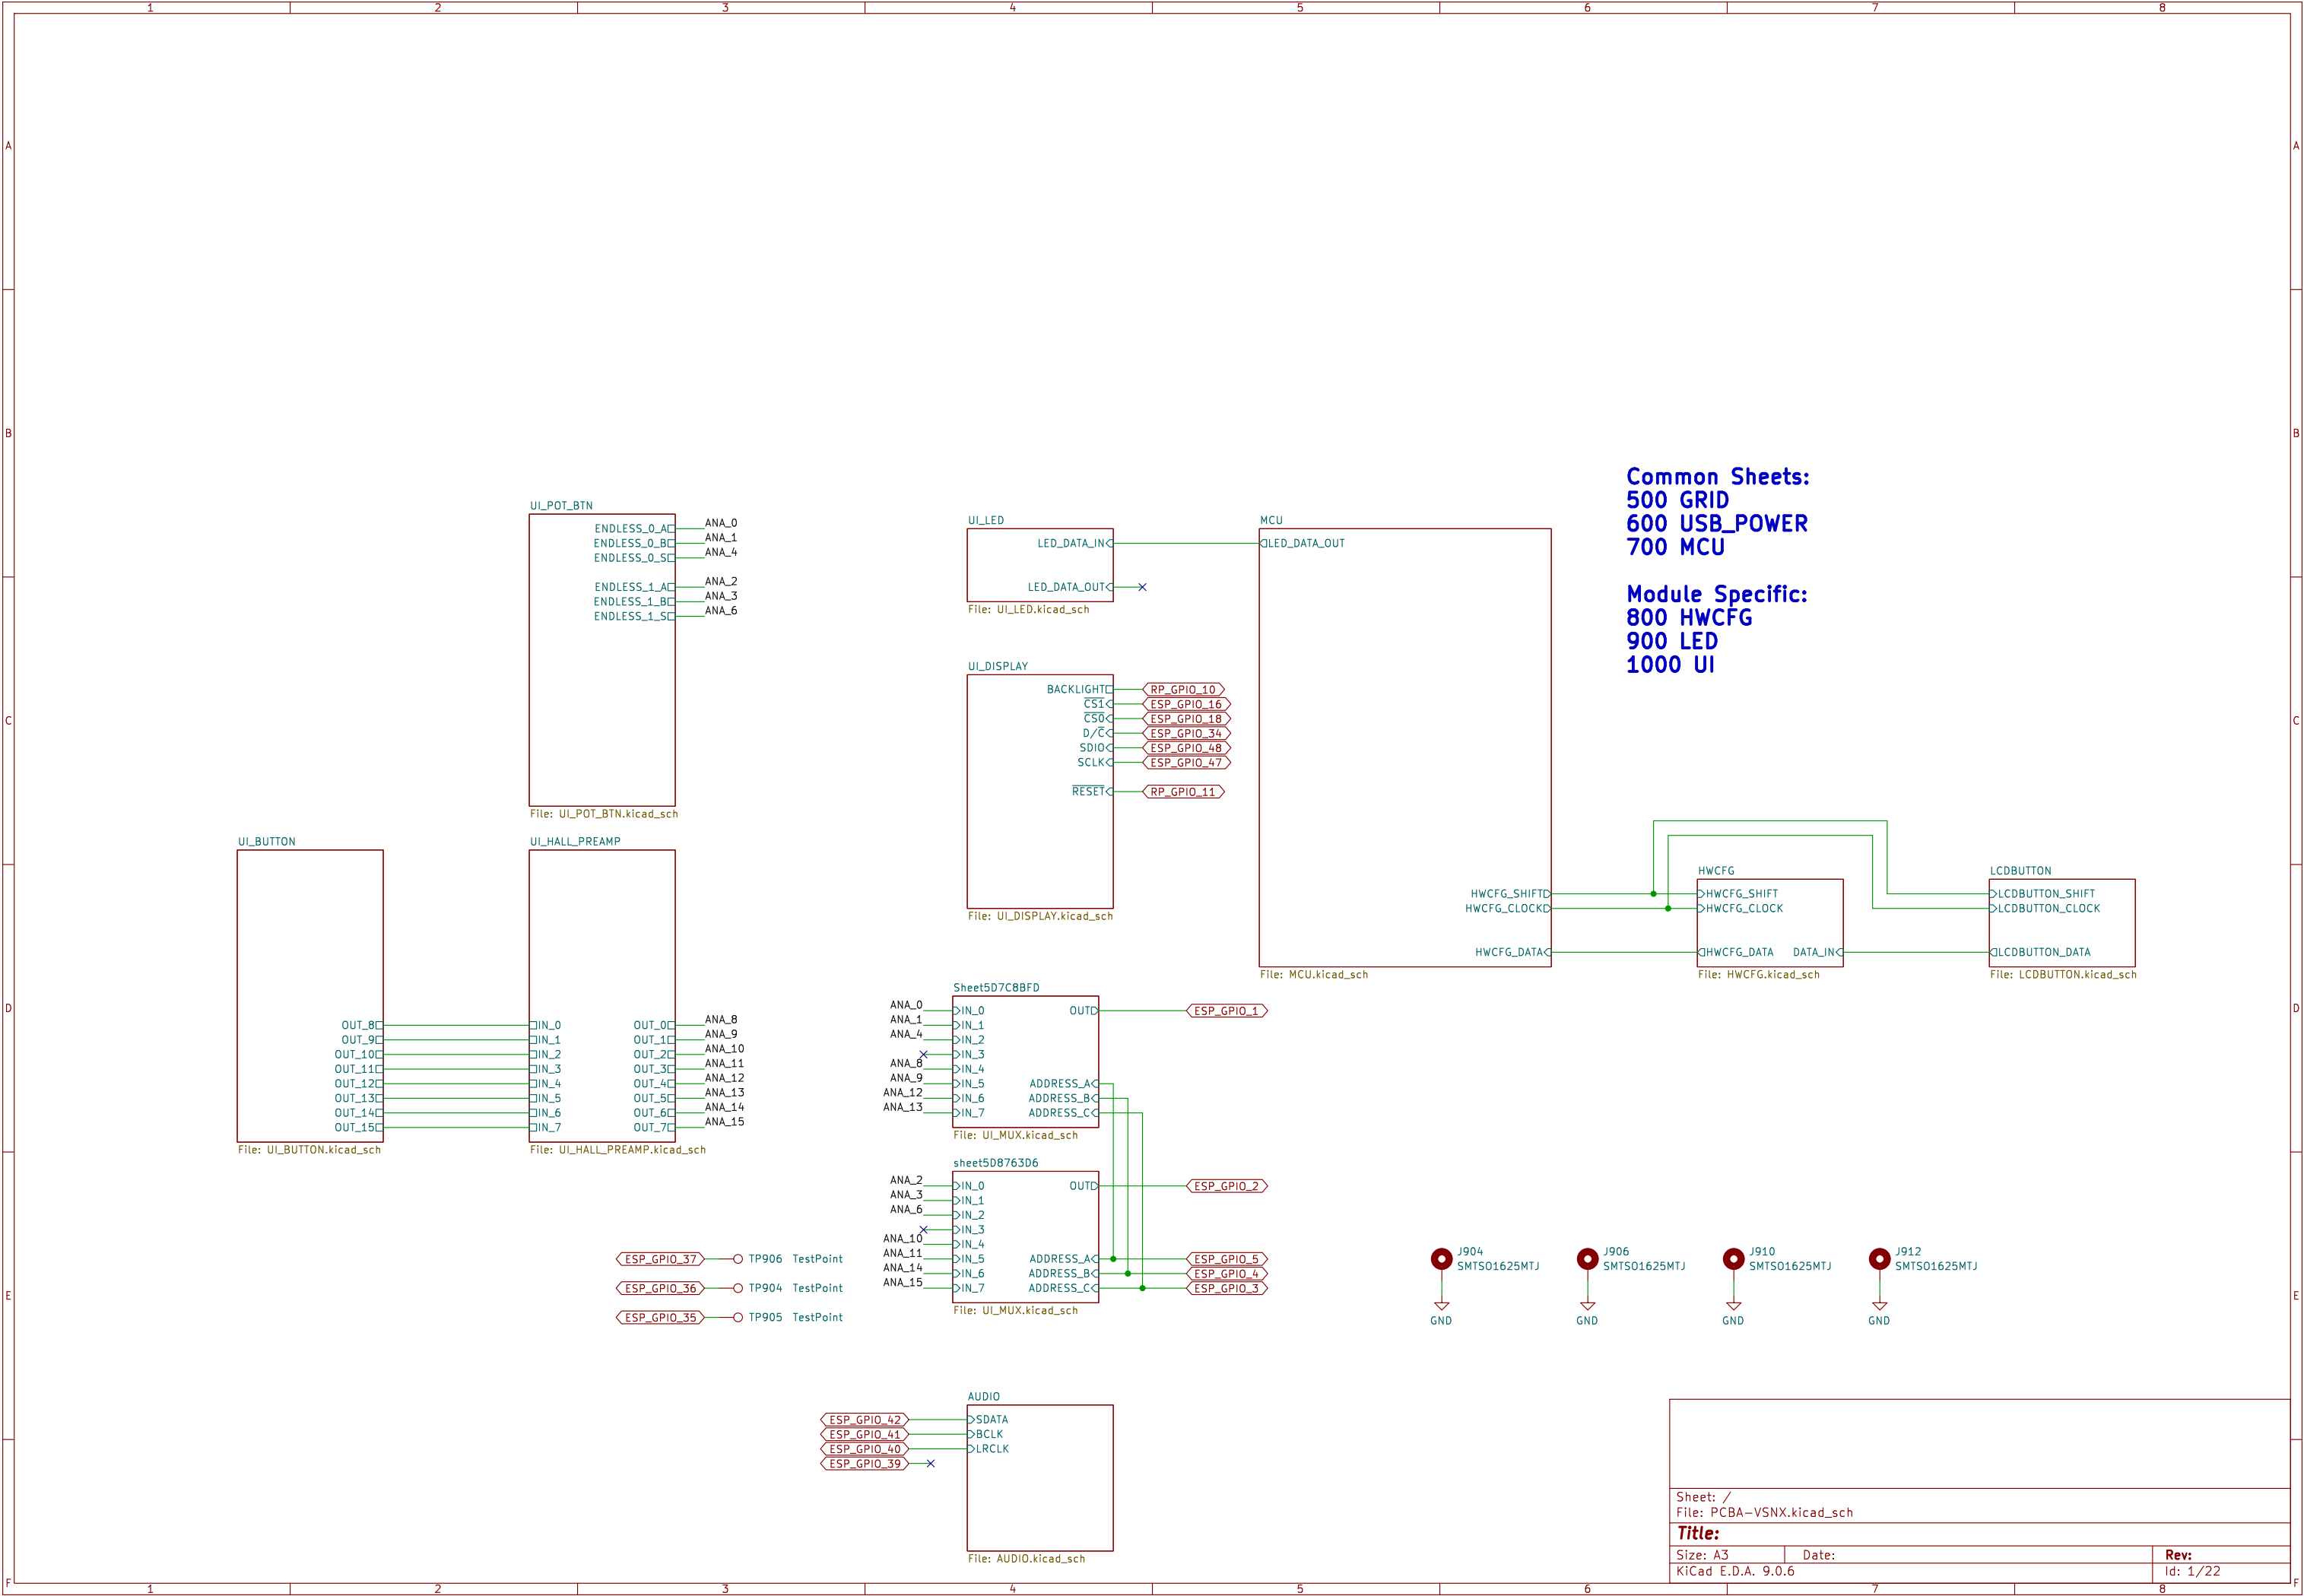 1 2 3 4 5 6 7 8
A A
B B
C C
D D
E E
F F
Common Sheets:
500 GRID
600 USB_POWER
700 MCU
Module Specific:
800 HWCFG
900 LED
1000 UI
UI_POT_BTN
ENDLESS_0_A ANA_0
ENDLESS_0_B ANA_1
ENDLESS_0_S ANA_4
ENDLESS_1_A ANA_2
ENDLESS_1_B ANA_3
ENDLESS_1_S ANA_6
File: UI_POT_BTN.kicad_sch
UI_LED
LED_DATA_IN
LED_DATA_OUT
File: UI_LED.kicad_sch
MCU
LED_DATA_OUT
HWCFG_SHIFT
HWCFG_CLOCK
HWCFG_DATA
File: MCU.kicad_sch
UI_DISPLAY
BACKLIGHT RP_GPIO_10
CS1 ESP_GPIO_16
CS0 ESP_GPIO_18
D/C ESP_GPIO_34
SDIO ESP_GPIO_48
SCLK ESP_GPIO_47
RESET RP_GPIO_11
File: UI_DISPLAY.kicad_sch
HWCFG
HWCFG_SHIFT
HWCFG_CLOCK
HWCFG_DATA DATA_IN
File: HWCFG.kicad_sch
LCDBUTTON
LCDBUTTON_SHIFT
LCDBUTTON_CLOCK
LCDBUTTON_DATA
File: LCDBUTTON.kicad_sch
UI_BUTTON
OUT_8
OUT_9
OUT_10
OUT_11
OUT_12
OUT_13
OUT_14
OUT_15
File: UI_BUTTON.kicad_sch
UI_HALL_PREAMP
IN_0 OUT_0 ANA_8
IN_1 OUT_1 ANA_9
IN_2 OUT_2 ANA_10
IN_3 OUT_3 ANA_11
IN_4 OUT_4 ANA_12
IN_5 OUT_5 ANA_13
IN_6 OUT_6 ANA_14
IN_7 OUT_7 ANA_15
File: UI_HALL_PREAMP.kicad_sch
Sheet5D7C8BFD
ANA_0 IN_0 OUT ESP_GPIO_1
ANA_1 IN_1
ANA_4 IN_2
IN_3
ANA_8 IN_4
ANA_9 IN_5 ADDRESS_A
ANA_12 IN_6 ADDRESS_B
ANA_13 IN_7 ADDRESS_C
File: UI_MUX.kicad_sch
sheet5D8763D6
ANA_2 IN_0 OUT ESP_GPIO_2
ANA_3 IN_1
ANA_6 IN_2
IN_3
ANA_10 IN_4
ANA_11 IN_5 ADDRESS_A ESP_GPIO_5
ANA_14 IN_6 ADDRESS_B ESP_GPIO_4
ANA_15 IN_7 ADDRESS_C ESP_GPIO_3
File: UI_MUX.kicad_sch
ESP_GPIO_37 TP906 TestPoint
ESP_GPIO_36 TP904 TestPoint
ESP_GPIO_35 TP905 TestPoint
J904 J906 J910 J912
SMTSO1625MTJ SMTSO1625MTJ SMTSO1625MTJ SMTSO1625MTJ
GND GND GND GND
AUDIO
ESP_GPIO_42 SDATA
ESP_GPIO_41 BCLK
ESP_GPIO_40 LRCLK
ESP_GPIO_39
File: AUDIO.kicad_sch
Sheet: /
File: PCBA-VSNX.kicad_sch
Title:
Size: A3 Date: Rev:
KiCad E.D.A. 9.0.6 Id: 1/22
1 2 3 4 5 6 7 8